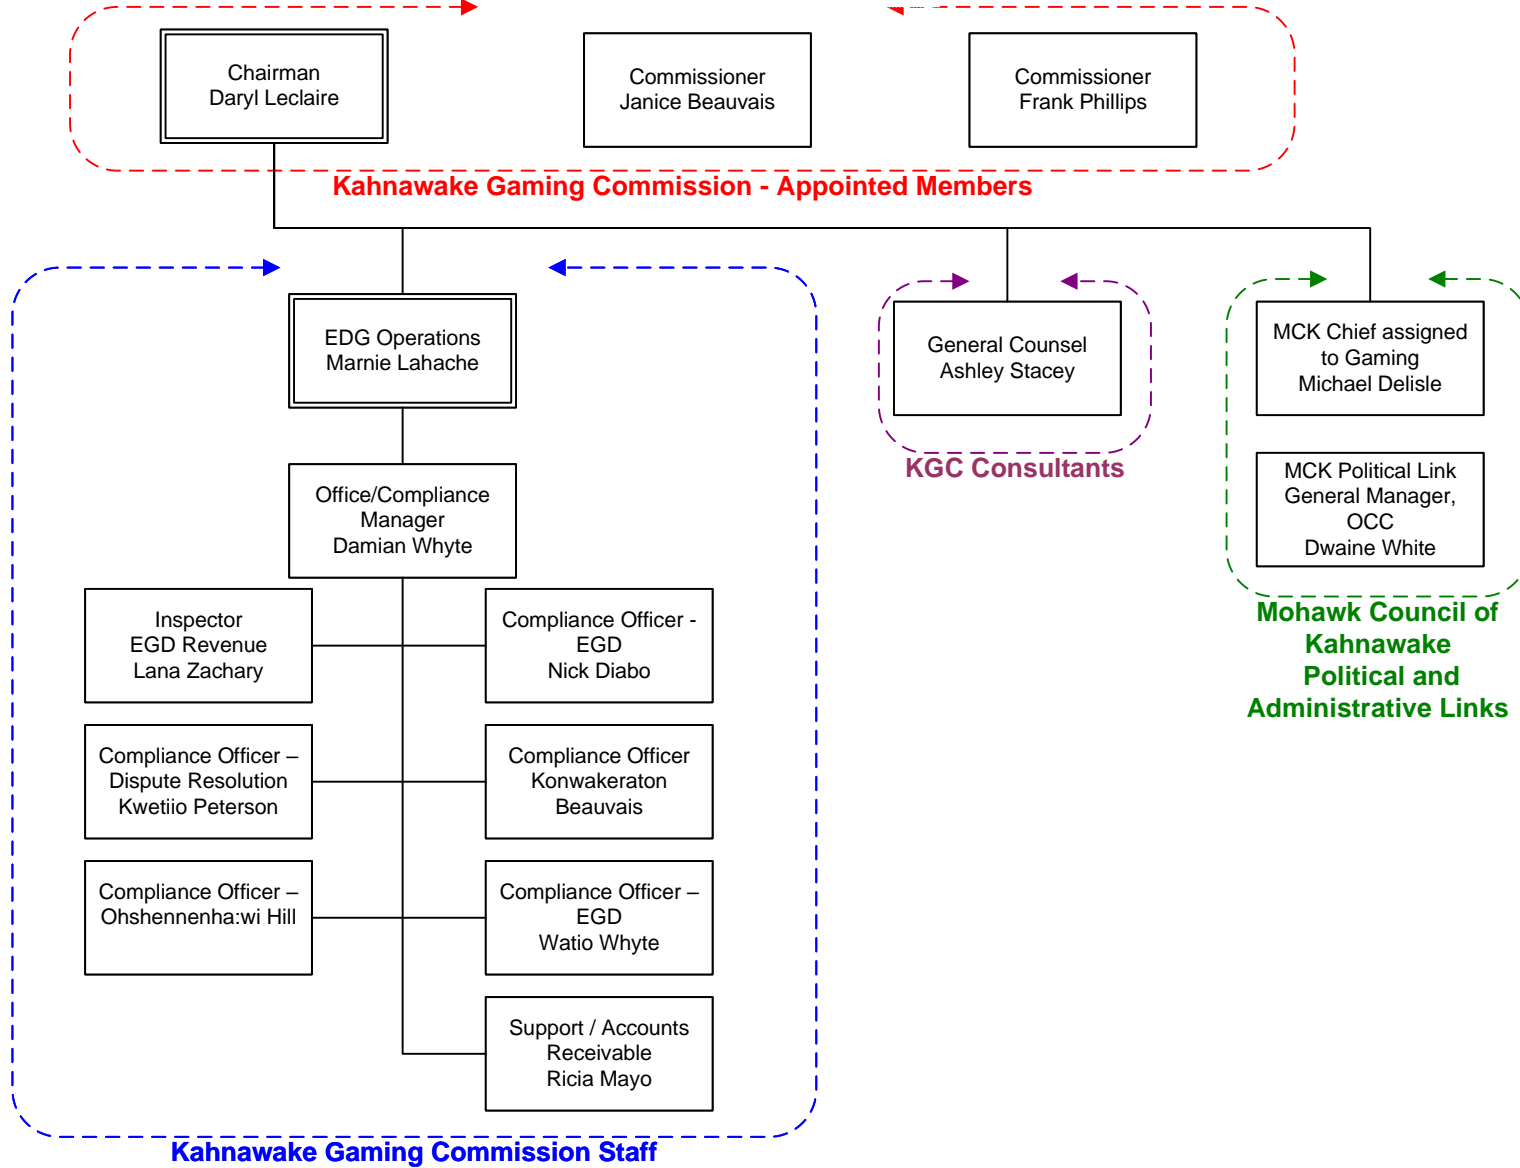 Chairman
Daryl Leclaire
Commissioner
Janice Beauvais
Commissioner
Frank Phillips
Kahnawake Gaming Commission - Appointed Members
EDG Operations
Marnie Lahache
General Counsel
Ashley Stacey
KGC Consultants
MCK Chief assigned
to Gaming
Michael Delisle
MCK Political Link
General Manager,
OCC
Dwaine White
Mohawk Council of
Kahnawake
Political and
Administrative Links
Office/Compliance
Manager
Damian Whyte
Inspector
EGD Revenue
Lana Zachary
Compliance Officer -
EGD
Nick Diabo
Compliance Officer –
Dispute Resolution
Kwetiio Peterson
Compliance Officer
Konwakeraton
Beauvais
Compliance Officer –
Ohshennenha:wi Hill
Compliance Officer –
EGD
Watio Whyte
Support / Accounts
Receivable
Ricia Mayo
Kahnawake Gaming Commission Staff